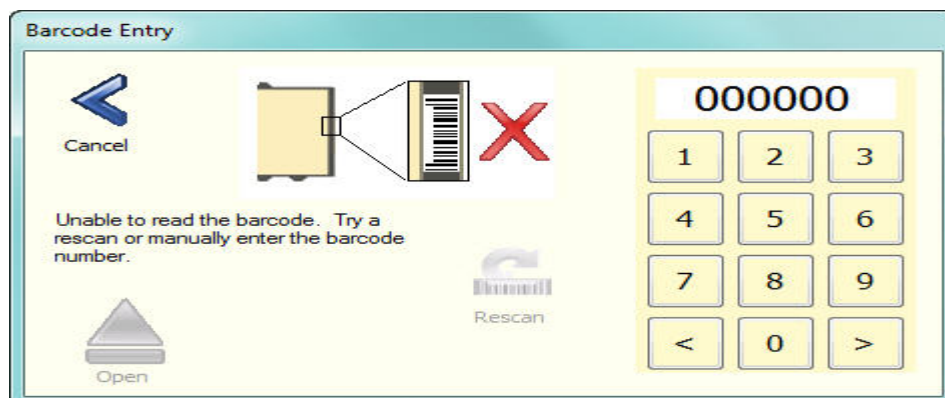 Barcode Entry
Cancel
000000
1 2 3
4 5 6
7 8 9
< 0 >
Unable to read the barcode. Try a
rescan or manually enter the barcode
number.
Rescan
Open